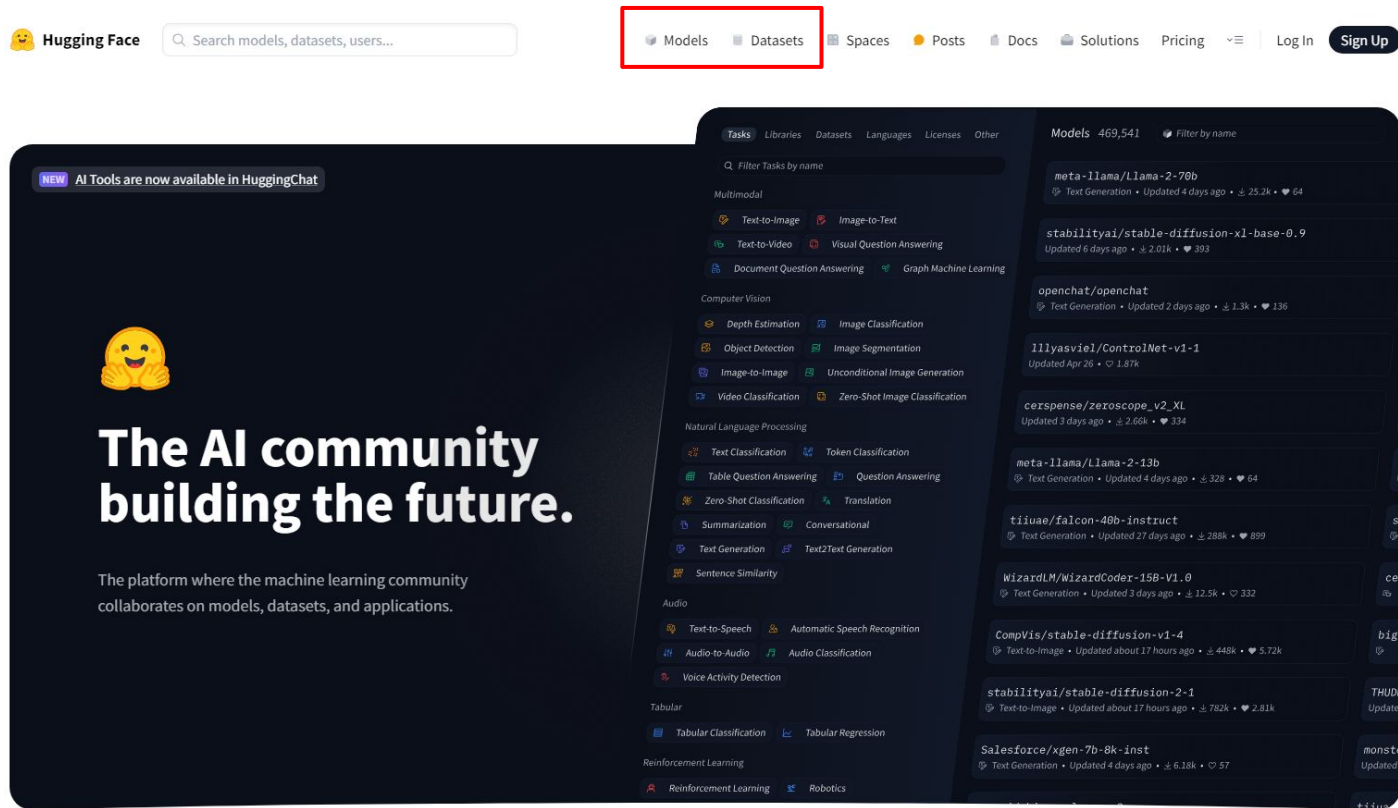 Hugging Face
Search models, datasets, users...
Models
Datasets
Spaces
Posts
Docs
Solutions
Pricing
Log In
Sign Up
NEW AI Tools are now available in HuggingChat
The AI community
building the future.
The platform where the machine learning community
collaborates on models, datasets, and applications.
Tasks Libraries Datasets Languages Licenses Other
Filter Tasks by name
Multimodal
Text-to-Image Image-to-Text
Text-to-Video Visual Question Answering
Document Question Answering Graph Machine Learning
Computer Vision
Depth Estimation Image Classification
Object Detection Image Segmentation
Image-to-Image Unconditional Image Generation
Video Classification Zero-Shot Image Classification
Natural Language Processing
Text Classification Token Classification
Table Question Answering Question Answering
Zero-Shot Classification Translation
Summarization Conversational
Text Generation Text2Text Generation
Sentence Similarity
Audio
Text-to-Speech Automatic Speech Recognition
Audio-to-Audio Audio Classification
Voice Activity Detection
Tabular
Tabular Classification Tabular Regression
Reinforcement Learning
Reinforcement Learning Robotics
Models 469,541 Filter by name
meta-llama/Llama-2-70b
Text Generation • Updated 4 days ago • 25.2k • 64
stabilityai/stable-diffusion-xl-base-0.9
Updated 6 days ago • 2.01k • 393
openchat/openchat
Text Generation • Updated 2 days ago • 1.3k • 136
lllyasviel/ControlNet-v1-1
Updated Apr 26 • 1.87k
cerspense/zeroscope_v2_XL
Updated 3 days ago • 2.66k • 334
meta-llama/Llama-2-13b
Text Generation • Updated 4 days ago • 328 • 64
tiiuae/falcon-40b-instruct
Text Generation • Updated 27 days ago • 288k • 899
WizardLM/WizardCoder-15B-V1.0
Text Generation • Updated 3 days ago • 12.5k • 332
CompVis/stable-diffusion-v1-4
Text-to-Image • Updated about 17 hours ago • 448k • 5.72k
stabilityai/stable-diffusion-2-1
Text-to-Image • Updated about 17 hours ago • 782k • 2.81k
Salesforce/xgen-7b-8k-inst
Text Generation • Updated 4 days ago • 6.18k • 57